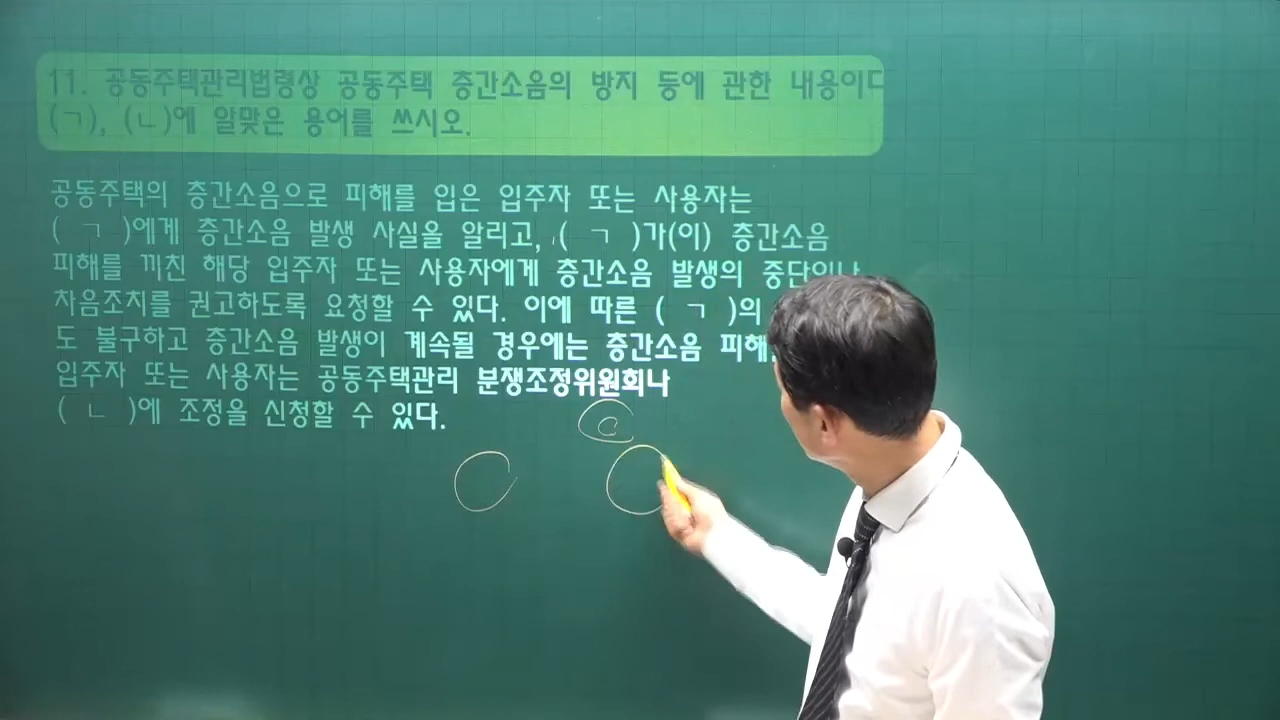 11. 공동주택관리법령상 공동주택 층간소음의 방지 등에 관한 내용이다
(ㄱ), (ㄴ)에 알맞은 용어를 쓰시오.
공동주택의 층간소음으로 피해를 입은 입주자 또는 사용자는
( ㄱ )에게 층간소음 발생 사실을 알리고, ( ㄱ )가(이) 층간소음
피해를 끼친 해당 입주자 또는 사용자에게 층간소음 발생의 중단이나
차음조치를 권고하도록 요청할 수 있다. 이에 따른 ( ㄱ )의
도 불구하고 층간소음 발생이 계속될 경우에는 층간소음 피해
입주자 또는 사용자는 공동주택관리 분쟁조정위원회나
( ㄴ )에 조정을 신청할 수 있다.